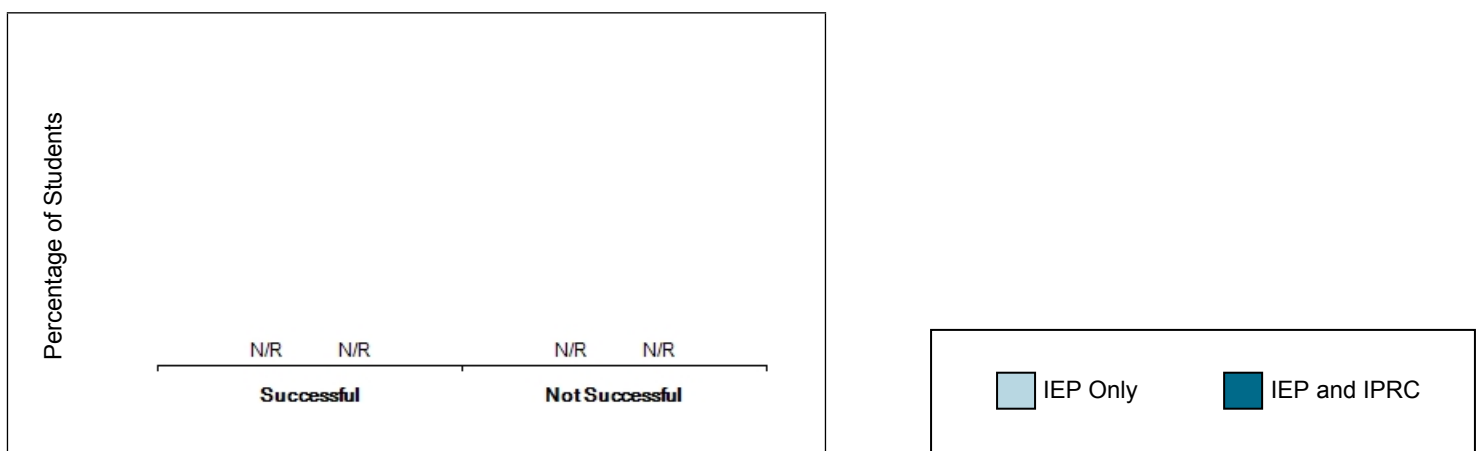 Percentage of Students
N/R N/R N/R N/R
Successful Not Successful
IEP Only IEP and IPRC